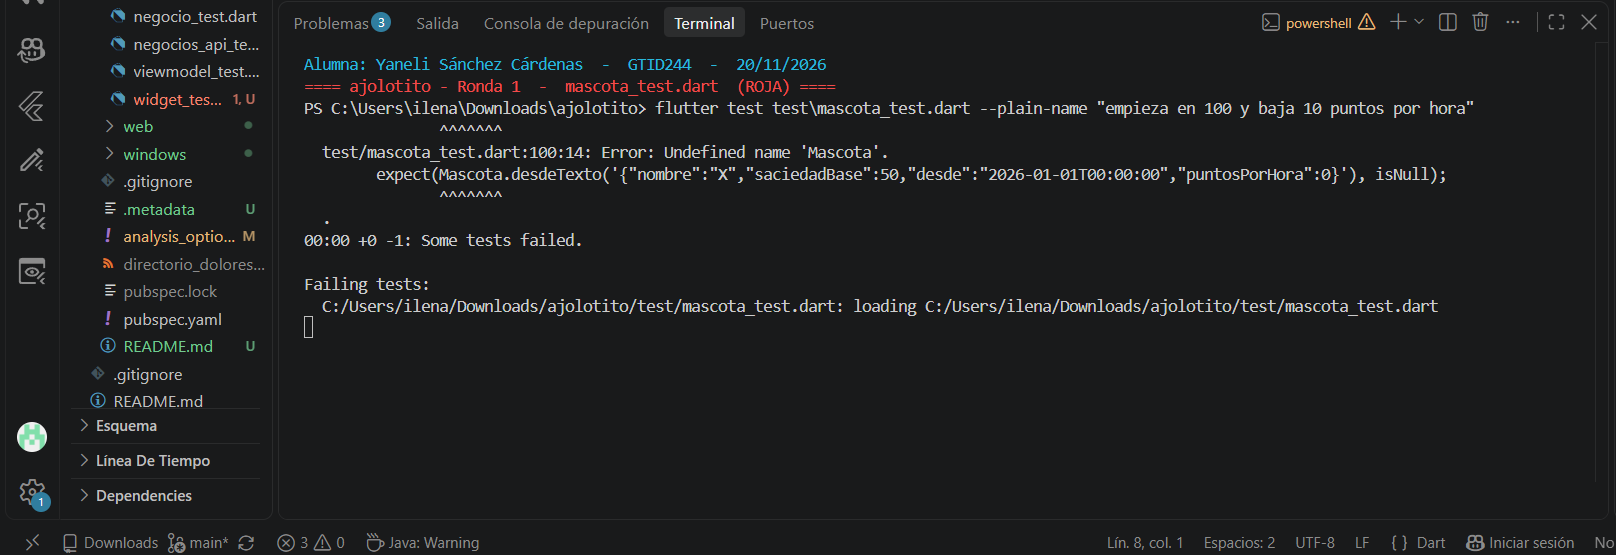 negocio_test.dart
negocios_api_te...
viewmodel_test....
widget_tes... 1, U
web
windows
.gitignore
.metadata U
analysis_optio... M
directorio_dolores...
pubspec.lock
pubspec.yaml
README.md U
.gitignore
README.md
Esquema
Línea De Tiempo
Dependencies
1
Problemas 3 Salida Consola de depuración Terminal Puertos
powershell
Alumna: Yaneli Sánchez Cárdenas - GTID244 - 20/11/2026
==== ajolotito - Ronda 1 - mascota_test.dart (ROJA) ====
PS C:\Users\ilena\Downloads\ajolotito> flutter test test\mascota_test.dart --plain-name "empieza en 100 y baja 10 puntos por hora"
^^^^^^^
test/mascota_test.dart:100:14: Error: Undefined name 'Mascota'.
expect(Mascota.desdeTexto('{"nombre":"X","saciedadBase":50,"desde":"2026-01-01T00:00:00","puntosPorHora":0}'), isNull);
^^^^^^^
.
00:00 +0 -1: Some tests failed.
Failing tests:
C:/Users/ilena/Downloads/ajolotito/test/mascota_test.dart: loading C:/Users/ilena/Downloads/ajolotito/test/mascota_test.dart
Downloads main* 3 0 Java: Warning Lín. 8, col. 1 Espacios: 2 UTF-8 LF { } Dart Iniciar sesión No